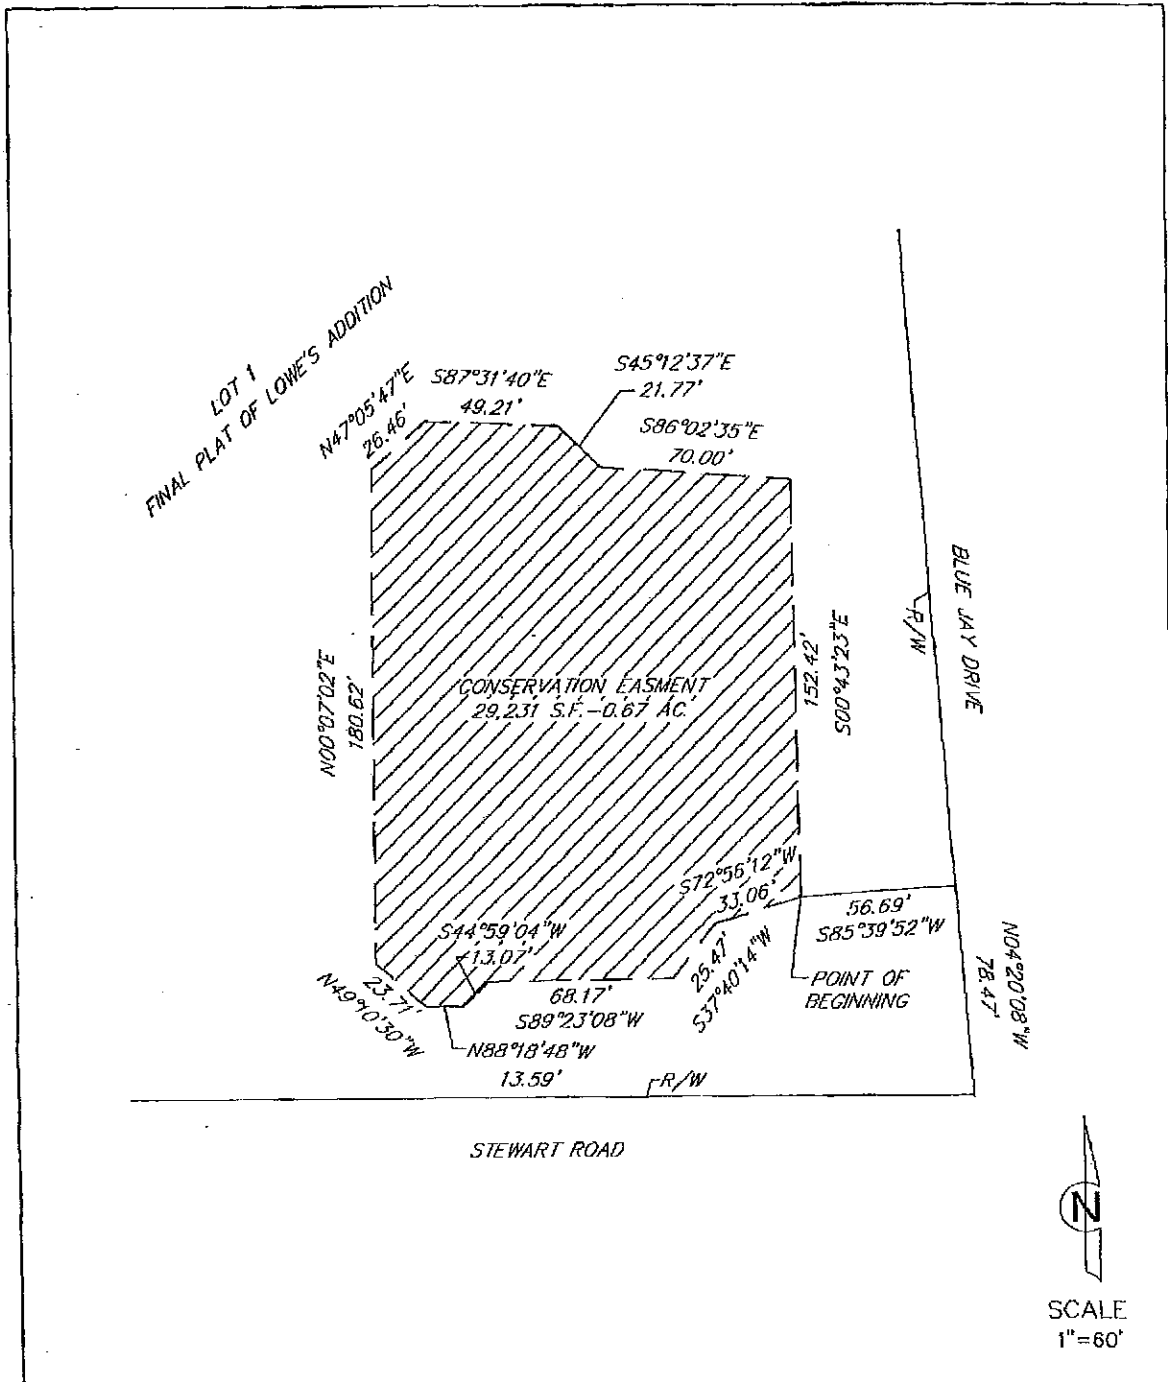 LOT 1
FINAL PLAT OF LOWE'S ADDITION
N47°05'47"E
26.46'
S87°31'40"E
49.21'
S45°12'37"E
21.77'
S86°02'35"E
70.00'
BLUE JAY DRIVE
R/W
N00°07'02"E
180.62'
CONSERVATION EASMENT
29,231 S.F.-0.67 AC.
152.42'
S00°43'23"E
S72°56'12"W
33.06'
56.69'
S85°39'52"W
S44°59'04"W
13.07'
25.47'
S37°40'14"W
POINT OF
BEGINNING
N04°20'08"W
78.47'
23.71'
N49°10'30"W
68.17'
S89°23'08"W
N88°18'48"W
13.59'
R/W
STEWART ROAD
N
SCALE
1"=60'